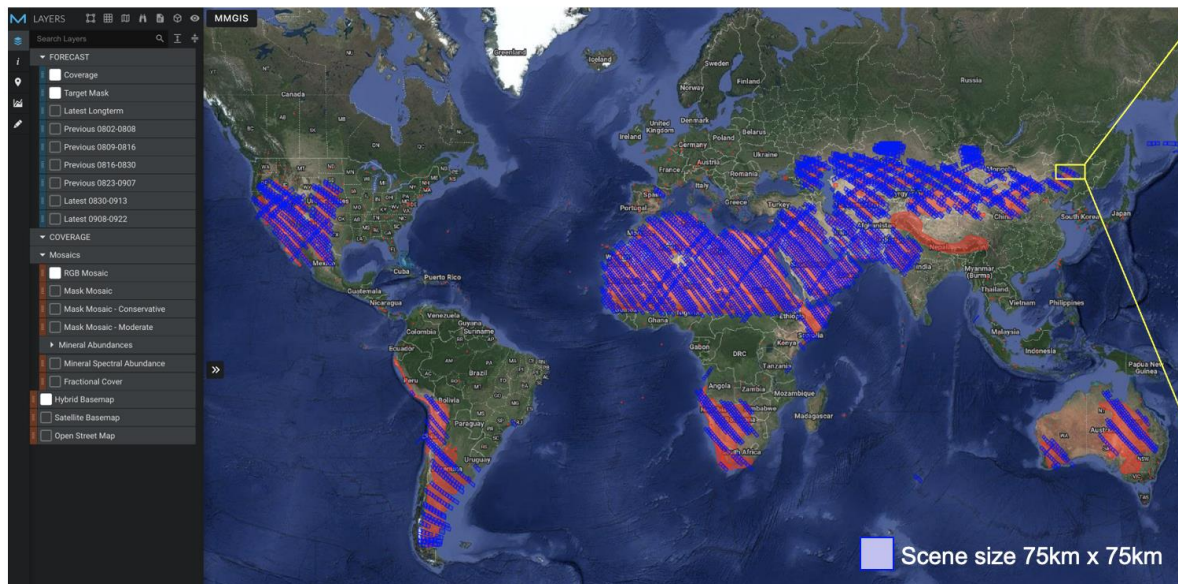 LAYERS
MMGIS
Search Layers
FORECAST
Coverage
Target Mask
Latest Longterm
Previous 0802-0808
Previous 0809-0816
Previous 0816-0830
Previous 0823-0907
Latest 0830-0913
Latest 0908-0922
COVERAGE
Mosaics
RGB Mosaic
Mask Mosaic
Mask Mosaic - Conservative
Mask Mosaic - Moderate
Mineral Abundances
Mineral Spectral Abundance
Fractional Cover
Hybrid Basemap
Satellite Basemap
Open Street Map
Greenland
Iceland
Sweden
Finland
Norway
Russia
Canada
United Kingdom
Ireland
Denmark
Belarus
Poland
Germany
Ukraine
France
Austria
Romania
Italy
Portugal
Greece
Turkey
South Korea
Japan
India
Myanmar
(Burma)
Thailand
Vietnam
Philippines
Malaysia
Indonesia
Papua New
Guinea
Cuba
Puerto Rico
Guatemala
Nicaragua
Venezuela
Guyana
Suriname
Colombia
Ecuador
Peru
Brazil
Bolivia
Paraguay
Uruguay
Ghana
Gabon
DRC
Kenya
Tanzania
Angola
Zambia
Mozambique
Madagascar
WA
NSW
Tas
Scene size 75km x 75km